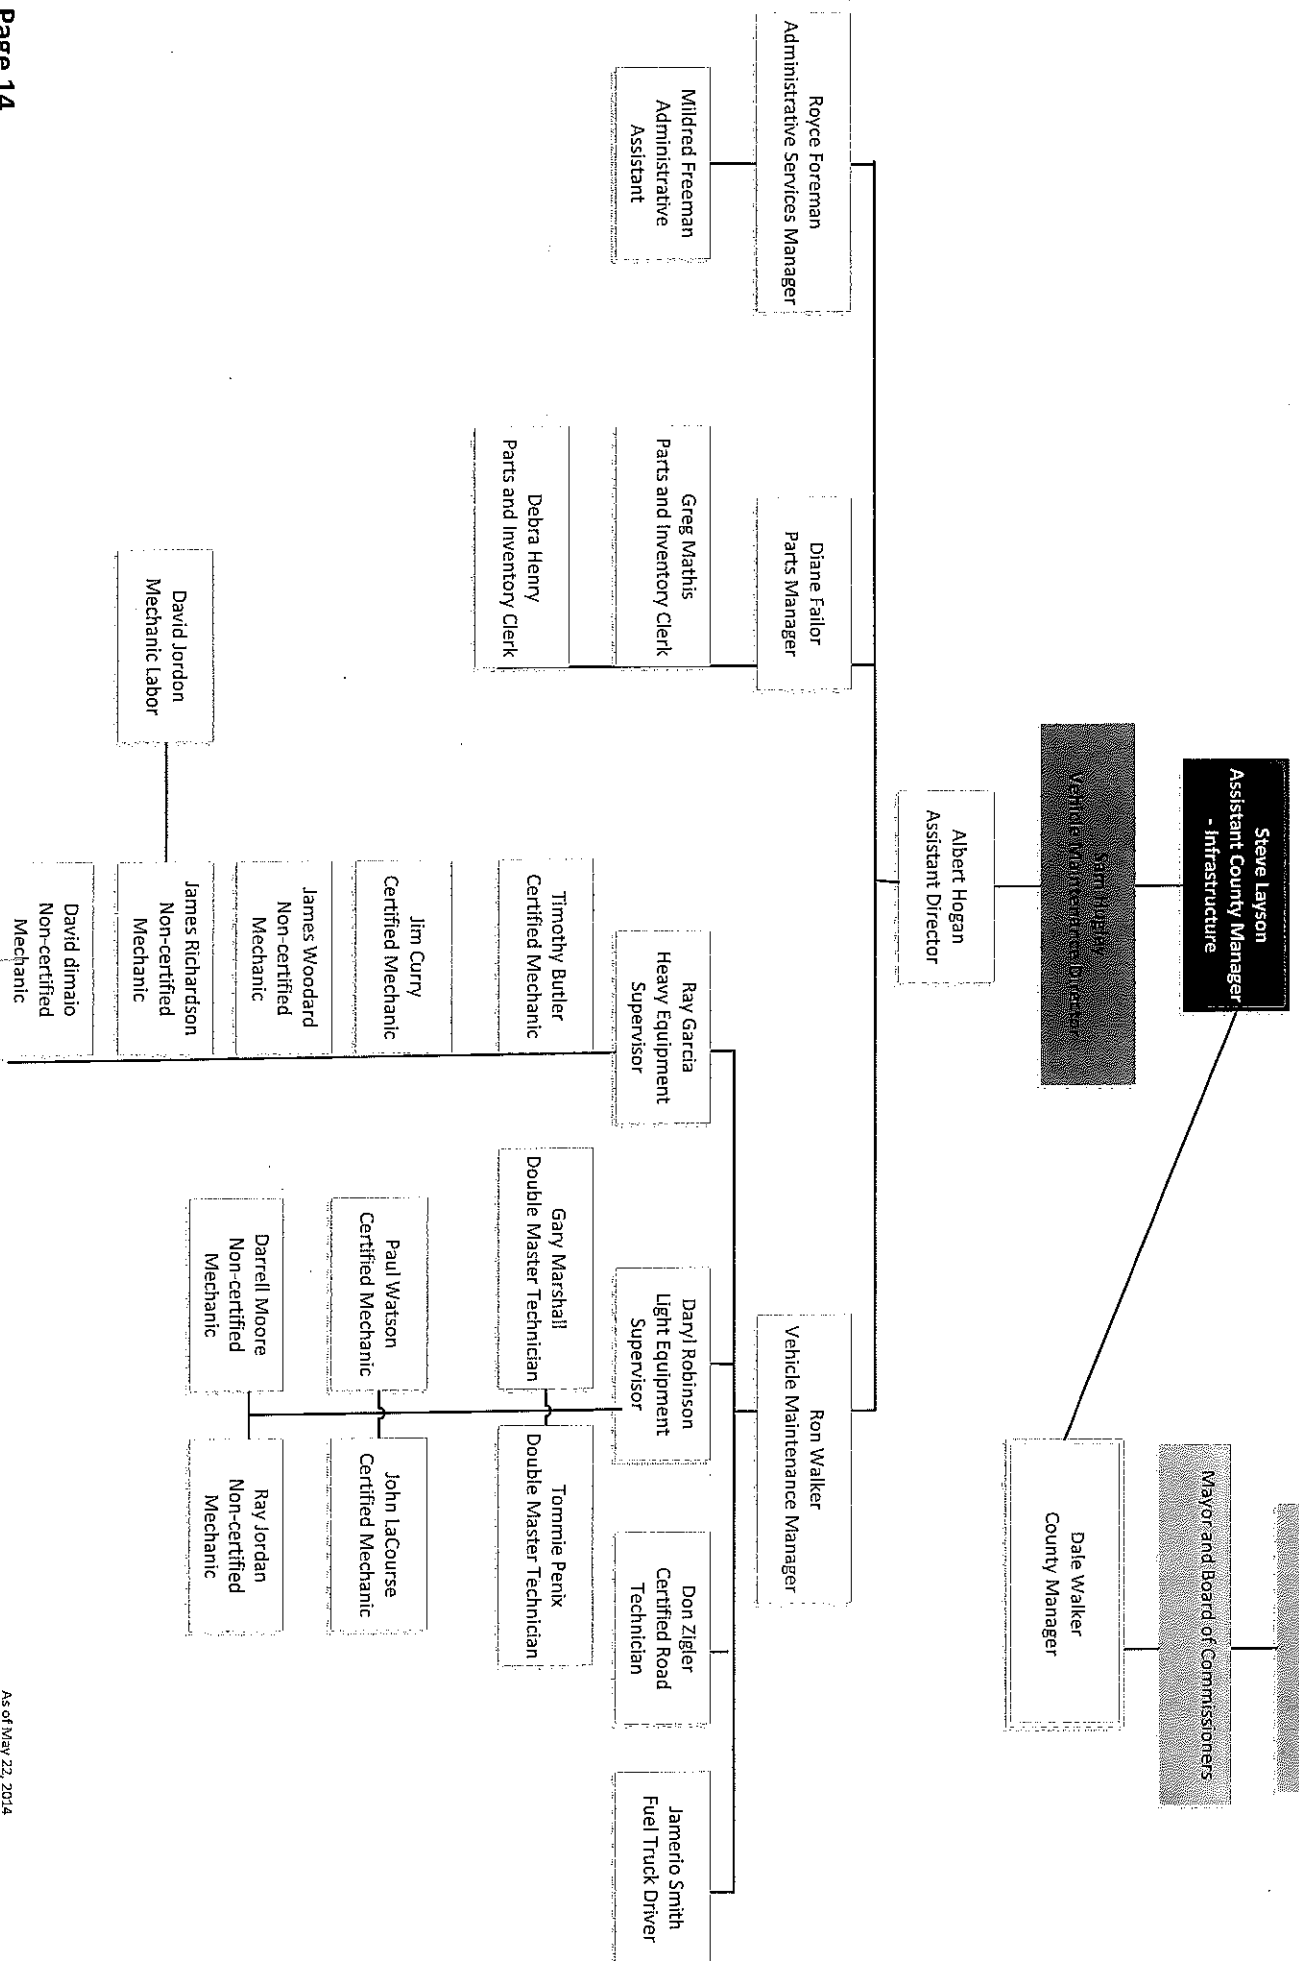 Mayor and Board of Commissioners
Dale Walker
County Manager
Steve Layson
Assistant County Manager
- Infrastructure
Vehicle Maintenance Director
Albert Hogan
Assistant Director
Royce Foreman
Administrative Services Manager
Diane Failor
Parts Manager
Ron Walker
Vehicle Maintenance Manager
Mildred Freeman
Administrative
Assistant
Greg Mathis
Parts and Inventory Clerk
Debra Henry
Parts and Inventory Clerk
Ray Garcia
Heavy Equipment
Supervisor
Daryl Robinson
Light Equipment
Supervisor
Don Zigler
Certified Road
Technician
Jamerio Smith
Fuel Truck Driver
Timothy Butler
Certified Mechanic
Jim Curry
Certified Mechanic
James Woodard
Non-certified
Mechanic
James Richardson
Non-certified
Mechanic
David Jordon
Mechanic Labor
David dimaio
Non-certified
Mechanic
Gary Marshall
Double Master Technician
Tommie Penix
Double Master Technician
Paul Watson
Certified Mechanic
John LaCourse
Certified Mechanic
Darrell Moore
Non-certified
Mechanic
Ray Jordan
Non-certified
Mechanic
Page 14
As of May 22, 2014